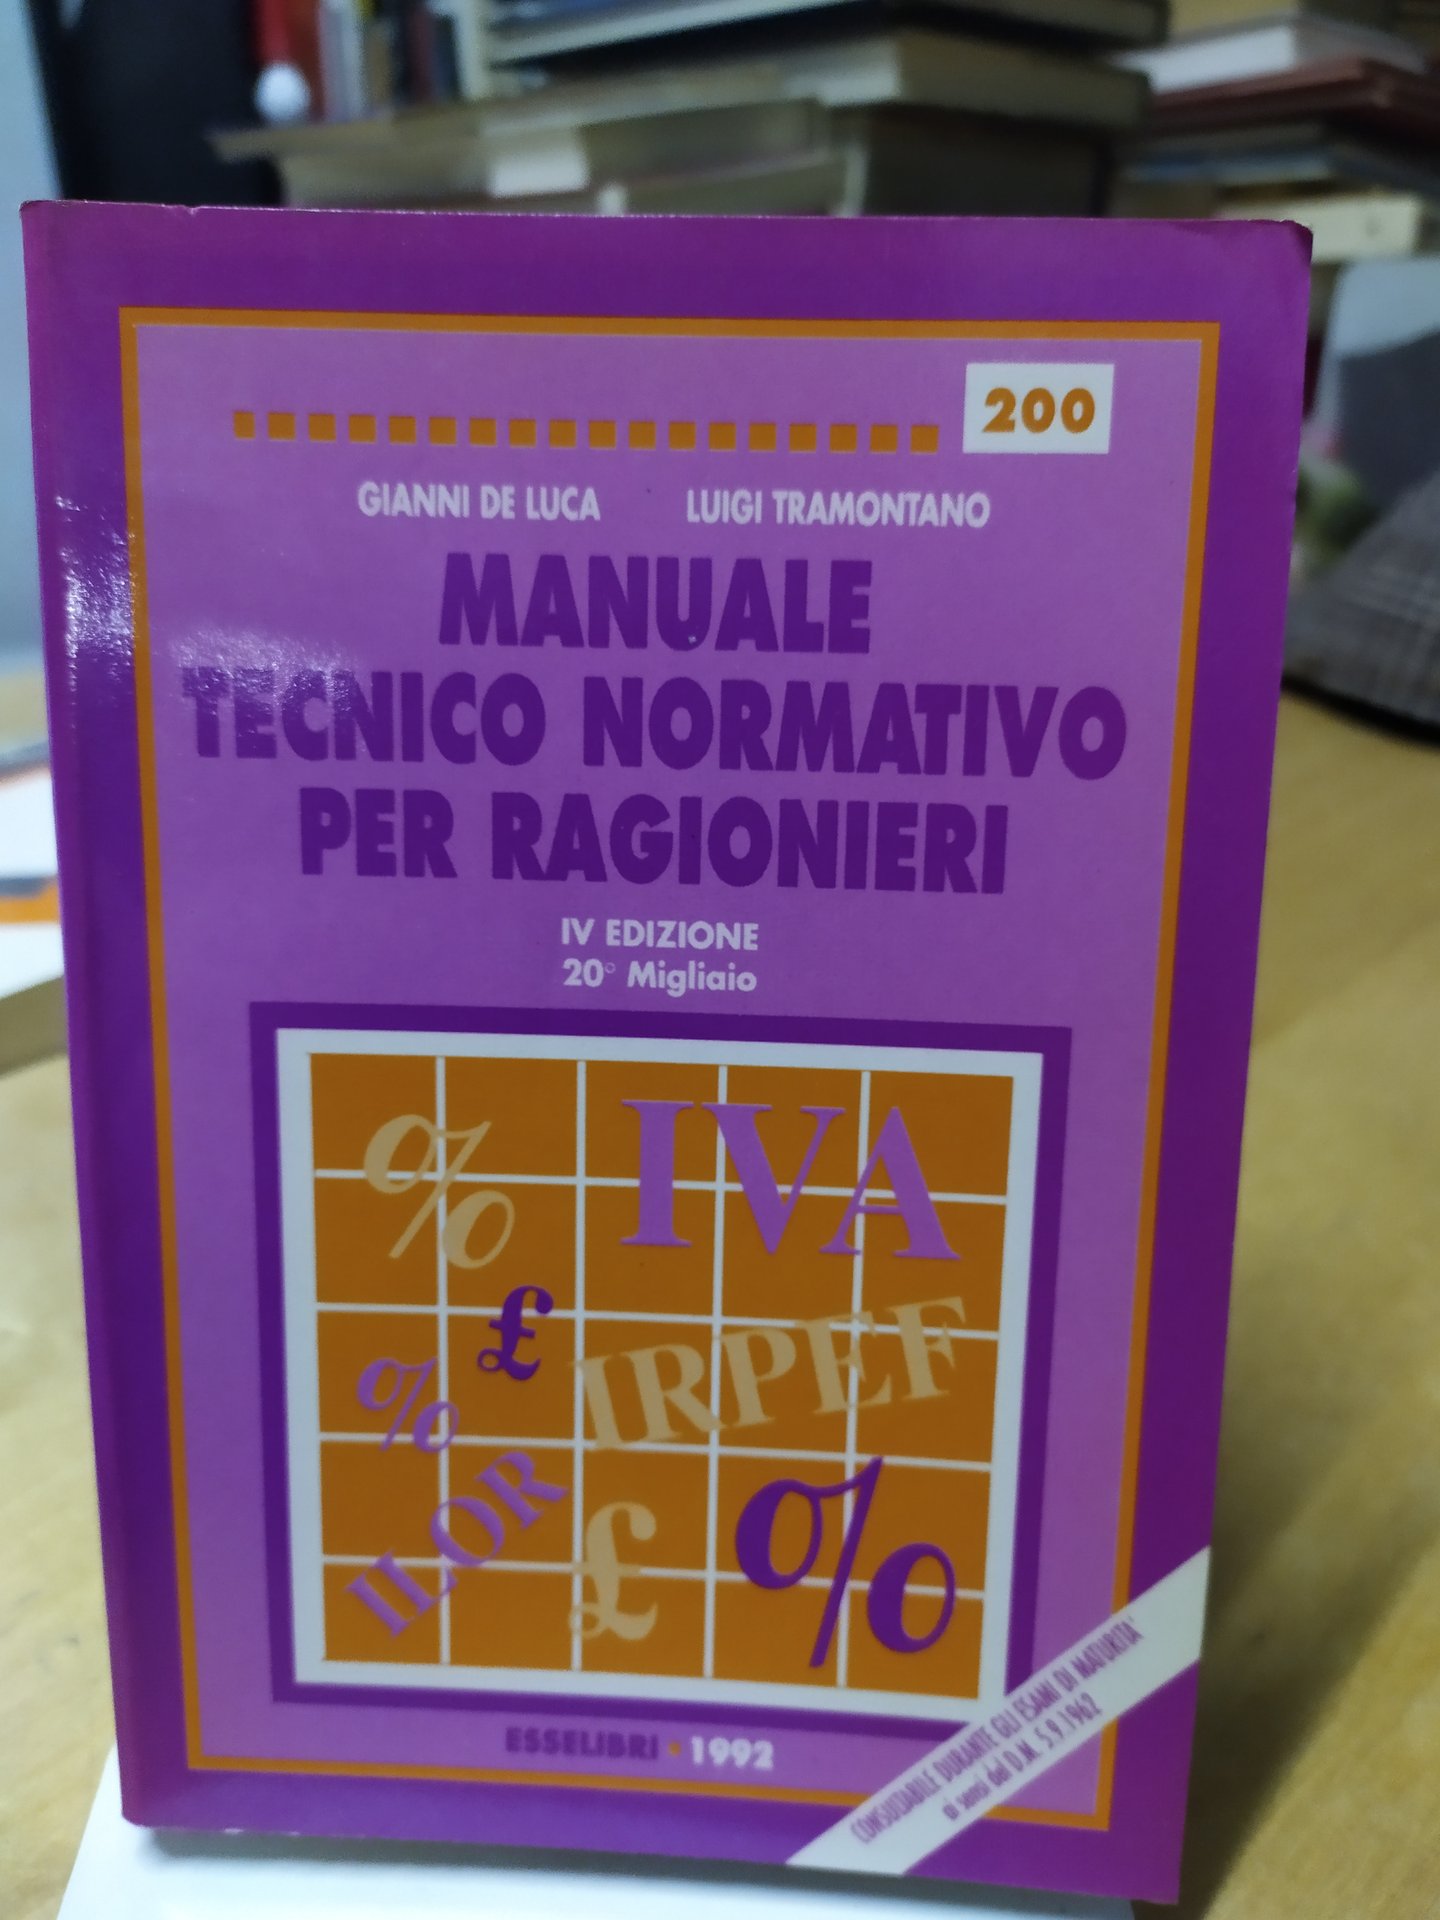 200
GIANNI DE LUCA LUIGI TRAMONTANO
MANUALE
TECNICO NORMATIVO
PER RAGIONIERI
IV EDIZIONE
20° Migliaio
% IVA
£
% IRPEF
ILOR £ %
ESSELIBRI • 1992
CONSULTABILE DURANTE GLI ESAMI DI MATURITA'
ai sensi del D.M. 5.9.1962